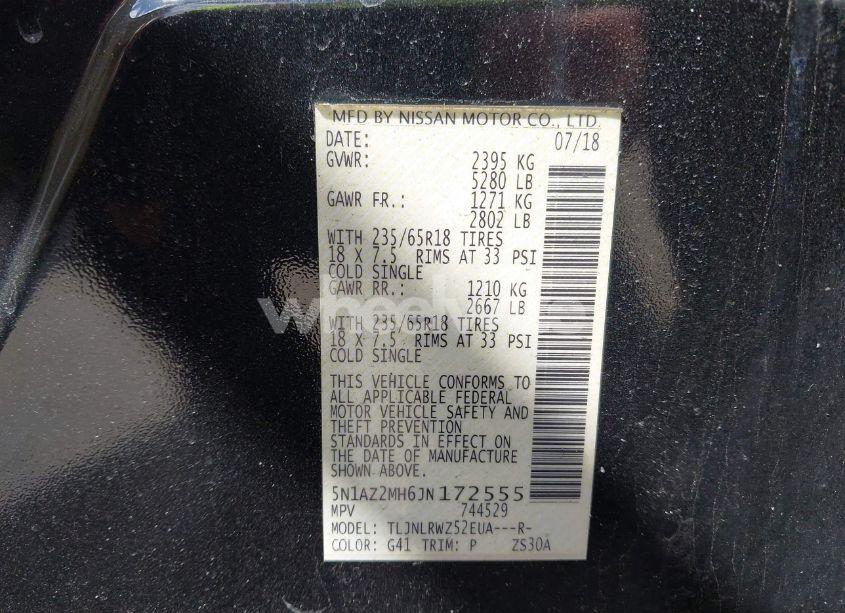 MFD BY NISSAN MOTOR CO., LTD.
DATE: 07/18
GVWR: 2395 KG
5280 LB
GAWR FR.: 1271 KG
2802 LB
WITH 235/65R18 TIRES
18 X 7.5 RIMS AT 33 PSI
COLD SINGLE
GAWR RR.: 1210 KG
2667 LB
WITH 235/65R18 TIRES
18 X 7.5 RIMS AT 33 PSI
COLD SINGLE
THIS VEHICLE CONFORMS TO
ALL APPLICABLE FEDERAL
MOTOR VEHICLE SAFETY AND
THEFT PREVENTION
STANDARDS IN EFFECT ON
THE DATE OF MANUFACTURE
SHOWN ABOVE.
5N1AZ2MH6JN172555
MPV 744529
MODEL: TLJNLRWZ52EUA---R-
COLOR: G41 TRIM: P ZS30A